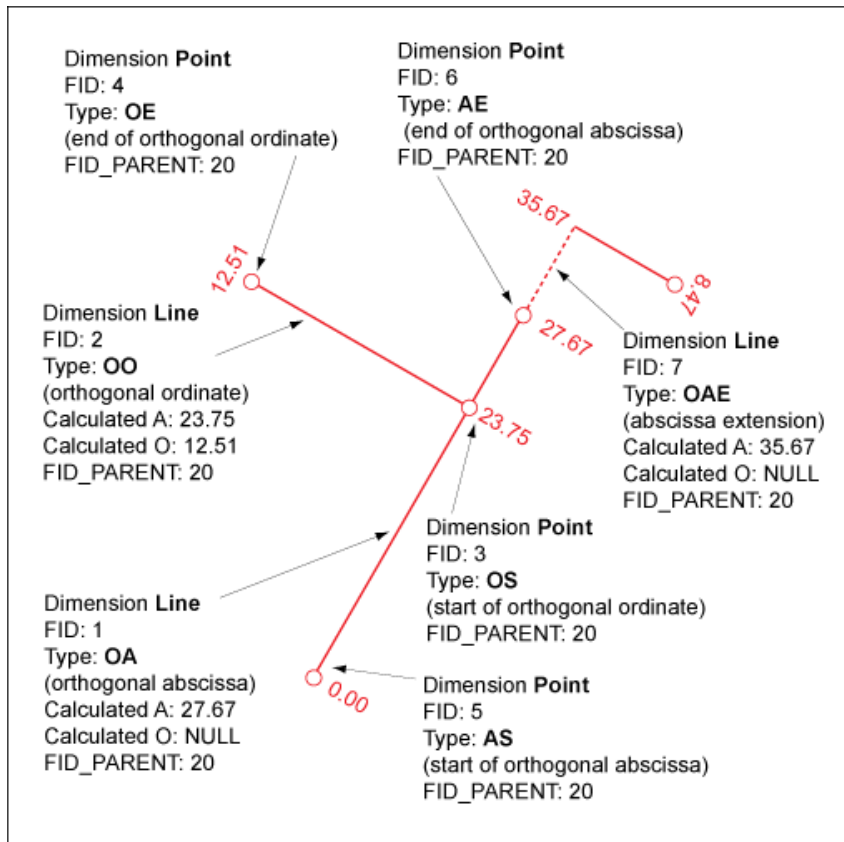 Dimension Point
FID: 4
Type: OE
(end of orthogonal ordinate)
FID_PARENT: 20
Dimension Point
FID: 6
Type: AE
(end of orthogonal abscissa)
FID_PARENT: 20
35.67
12.51
8.47
27.67
Dimension Line
FID: 2
Type: OO
(orthogonal ordinate)
Calculated A: 23.75
Calculated O: 12.51
FID_PARENT: 20
Dimension Line
FID: 7
Type: OAE
(abscissa extension)
Calculated A: 35.67
Calculated O: NULL
FID_PARENT: 20
23.75
Dimension Point
FID: 3
Type: OS
(start of orthogonal ordinate)
FID_PARENT: 20
Dimension Line
FID: 1
Type: OA
(orthogonal abscissa)
Calculated A: 27.67
Calculated O: NULL
FID_PARENT: 20
0.00
Dimension Point
FID: 5
Type: AS
(start of orthogonal abscissa)
FID_PARENT: 20